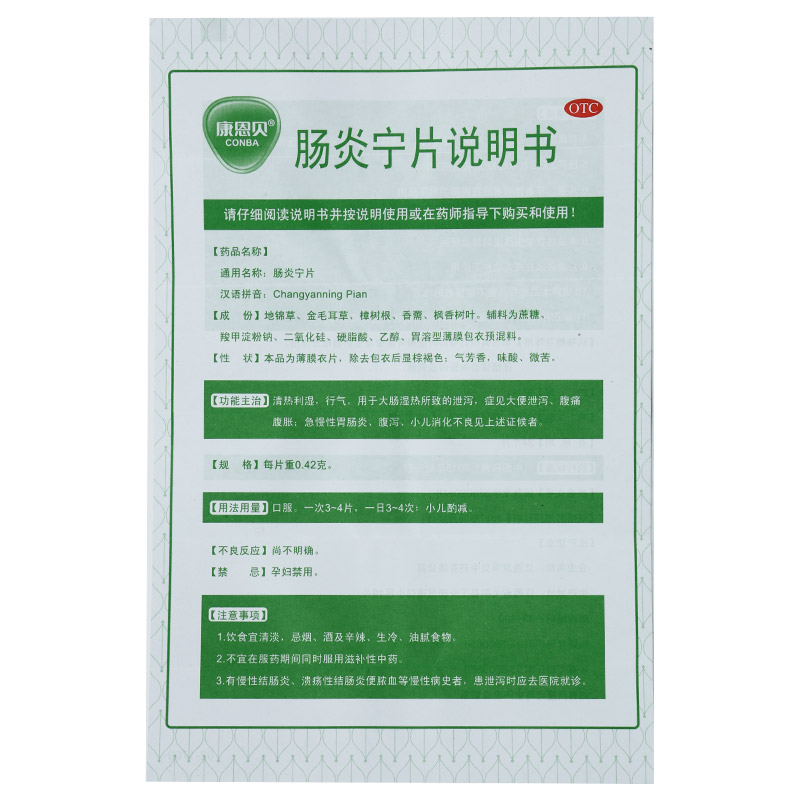 OTC
康恩贝®
CONBA
肠炎宁片说明书
请仔细阅读说明书并按说明使用或在药师指导下购买和使用！
【药品名称】
通用名称：肠炎宁片
汉语拼音：Changyanning Pian
【成 份】地锦草、金毛耳草、樟树根、香薷、枫香树叶。辅料为蔗糖、
羧甲淀粉钠、二氧化硅、硬脂酸、乙醇、胃溶型薄膜包衣预混料。
【性 状】本品为薄膜衣片，除去包衣后显棕褐色；气芳香，味酸、微苦。
【功能主治】清热利湿，行气。用于大肠湿热所致的泄泻，症见大便泄泻、腹痛
腹胀；急慢性胃肠炎、腹泻、小儿消化不良见上述证候者。
【规 格】每片重0.42克。
【用法用量】口服。一次3~4片，一日3~4次；小儿酌减。
【不良反应】尚不明确。
【禁 忌】孕妇禁用。
【注意事项】
1.饮食宜清淡，忌烟、酒及辛辣、生冷、油腻食物。
2.不宜在服药期间同时服用滋补性中药。
3.有慢性结肠炎、溃疡性结肠炎便脓血等慢性病史者，患泄泻时应去医院就诊。